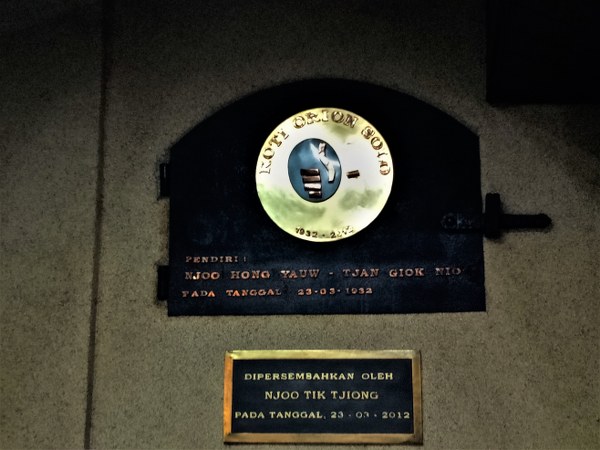 ROTI ORION SOLO
1932 - 2012
PENDIRI :
NJOO HONG YAUW - TJAN GIOK NIO
PADA TANGGAL 23-03-1932
DIPERSEMBAHKAN OLEH
NJOO TIK TJIONG
PADA TANGGAL, 23 - 03 - 2012